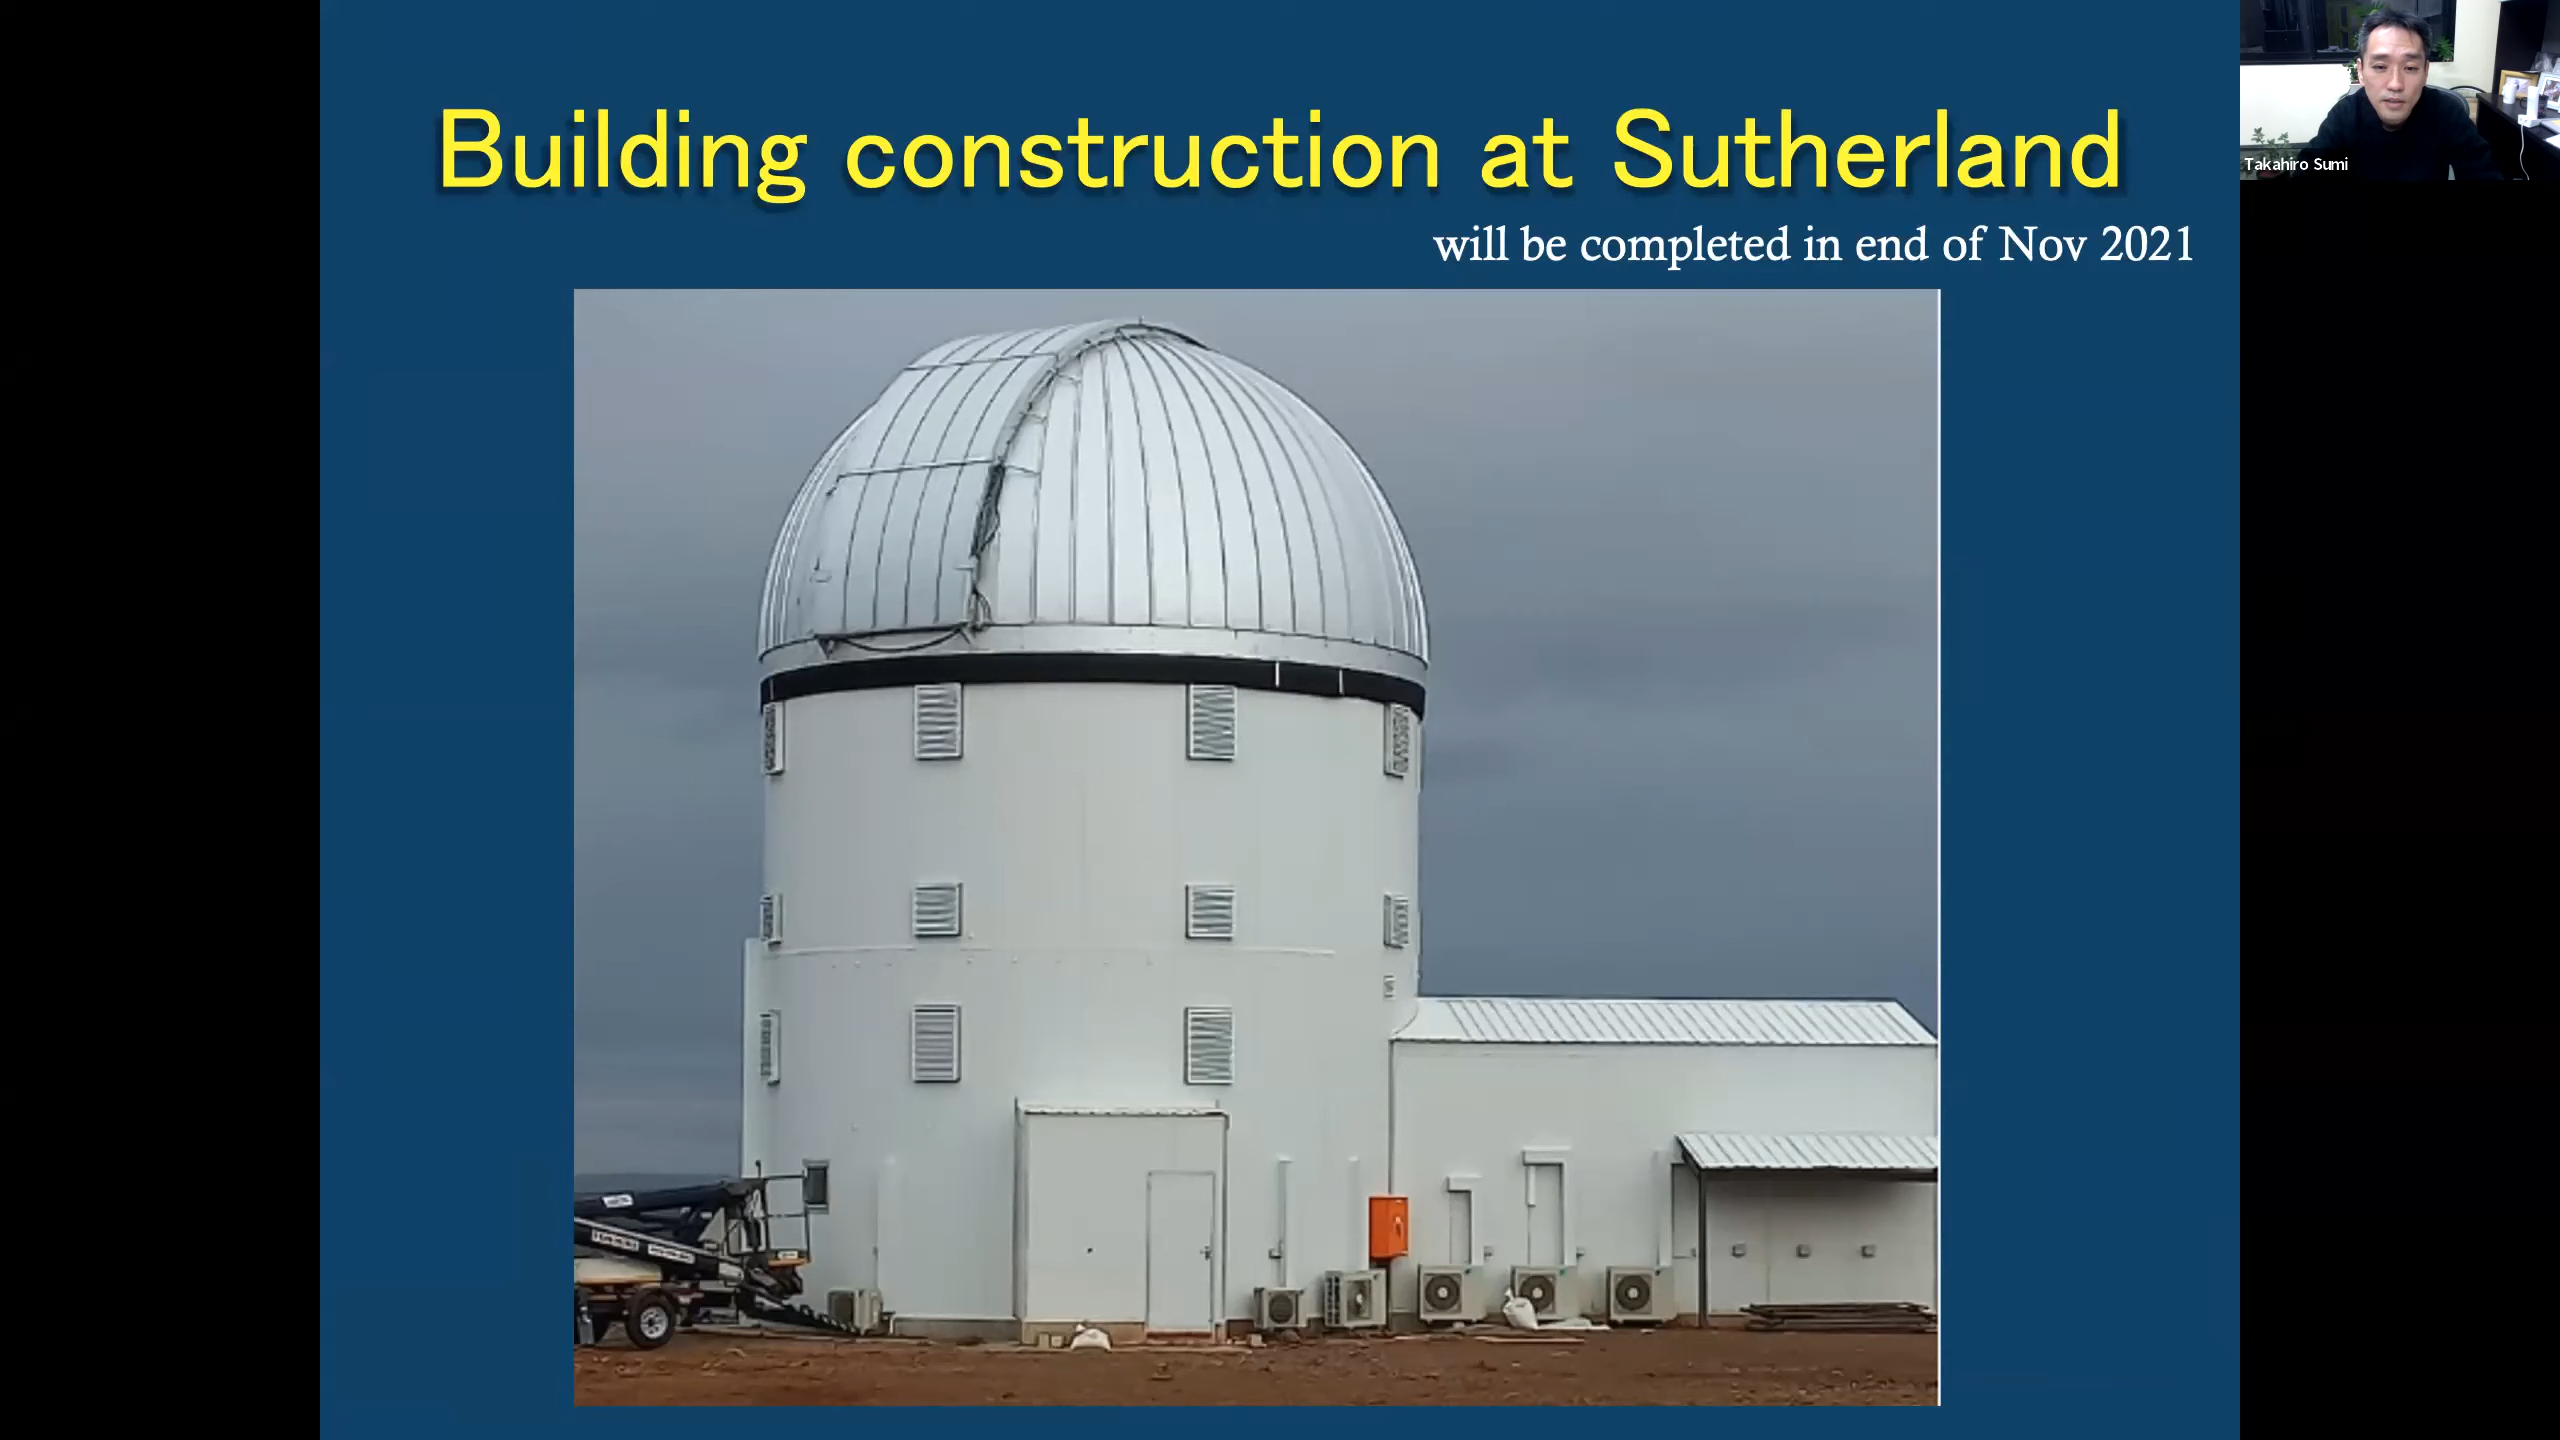 Building construction at Sutherland
will be completed in end of Nov 2021
Takahiro Sumi